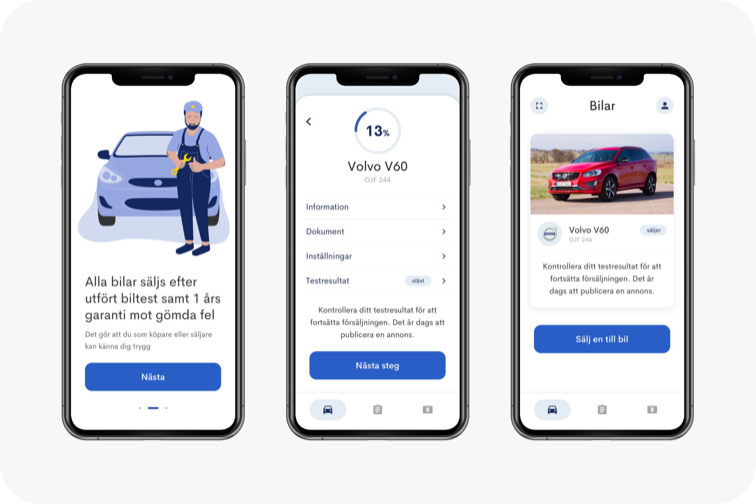 Alla bilar säljs efter
utfört biltest samt 1 års
garanti mot gömda fel
Det gör att du som köpare eller säljare
kan känna dig trygg
Nästa
13%
Volvo V60
OJF 244
Information
Dokument
Inställningar
Testresultat
oläst
Kontrollera ditt testresultat för att
fortsätta försäljningen. Det är dags att
publicera en annons.
Nästa steg
Bilar
Volvo V60
OJF 244
säljer
Kontrollera ditt testresultat för att
fortsätta försäljningen. Det är
dags att publicera en annons.
Sälj en till bil